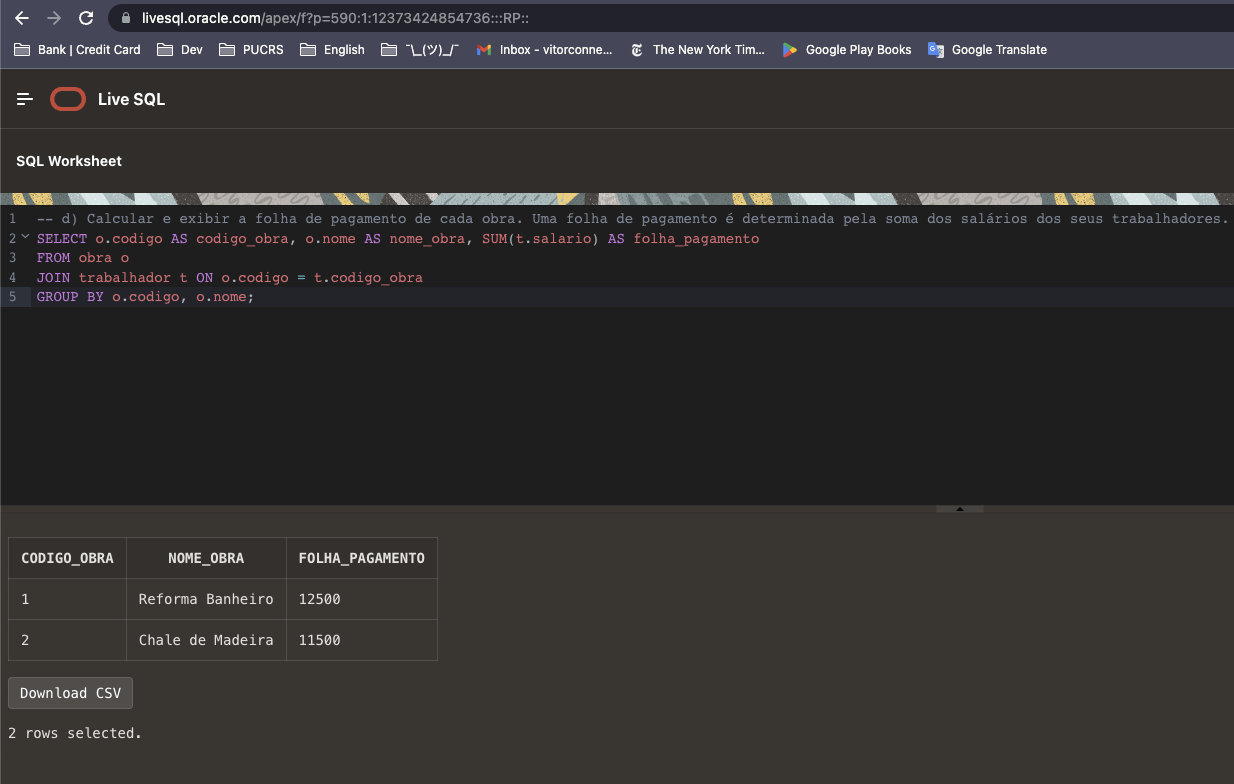 livesql.oracle.com/apex/f?p=590:1:12373424854736:::RP::
Bank | Credit Card Dev PUCRS English ¯\_(ツ)_/¯ Inbox - vitorconne... The New York Tim... Google Play Books Google Translate
Live SQL
SQL Worksheet
1 -- d) Calcular e exibir a folha de pagamento de cada obra. Uma folha de pagamento é determinada pela soma dos salários dos seus trabalhadores.
2 SELECT o.codigo AS codigo_obra, o.nome AS nome_obra, SUM(t.salario) AS folha_pagamento
3 FROM obra o
4 JOIN trabalhador t ON o.codigo = t.codigo_obra
5 GROUP BY o.codigo, o.nome;
CODIGO_OBRA NOME_OBRA FOLHA_PAGAMENTO
1 Reforma Banheiro 12500
2 Chale de Madeira 11500
Download CSV
2 rows selected.